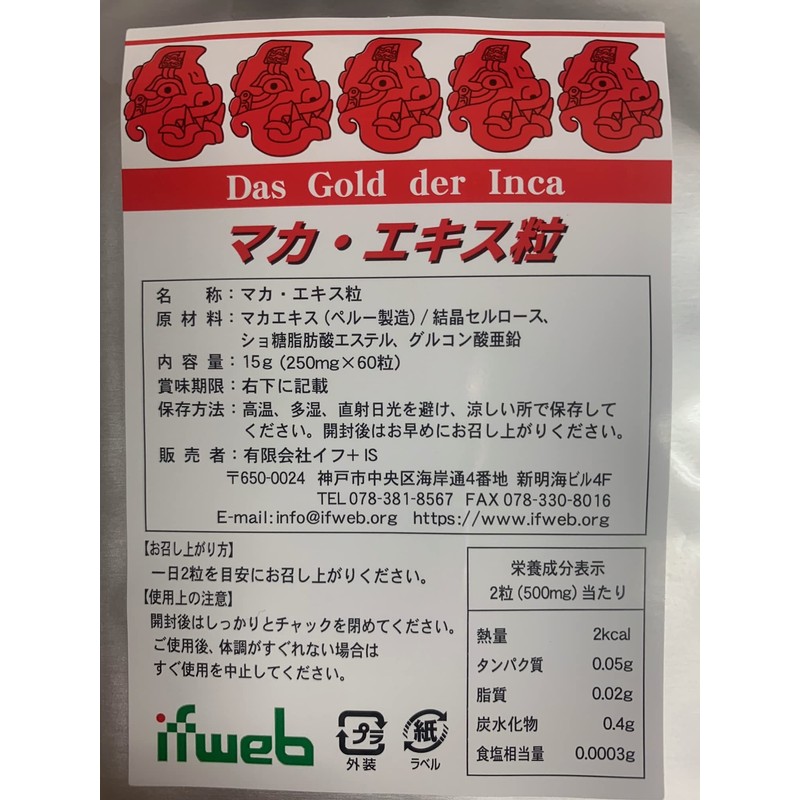 Das Gold der Inca
マカ・エキス粒
名　　称：マカ・エキス粒
原 材 料：マカエキス（ペルー製造）/ 結晶セルロース、
ショ糖脂肪酸エステル、グルコン酸亜鉛
内 容 量：15g（250mg×60粒）
賞味期限：右下に記載
保存方法：高温、多湿、直射日光を避け、涼しい所で保存して
ください。開封後はお早めにお召し上がりください。
販 売 者：有限会社イフ+IS
〒650-0024 神戸市中央区海岸通4番地 新明海ビル4F
TEL 078-381-8567 FAX 078-330-8016
E-mail:info@ifweb.org https://www.ifweb.org
【お召し上がり方】
一日2粒を目安にお召し上がりください。
【使用上の注意】
開封後はしっかりとチャックを閉めてください。
ご使用後、体調がすぐれない場合は
すぐ使用を中止してください。
栄養成分表示
2粒（500mg）当たり
熱量 2kcal
タンパク質 0.05g
脂質 0.02g
炭水化物 0.4g
食塩相当量 0.0003g
ifweb
プラ
外装
紙
ラベル